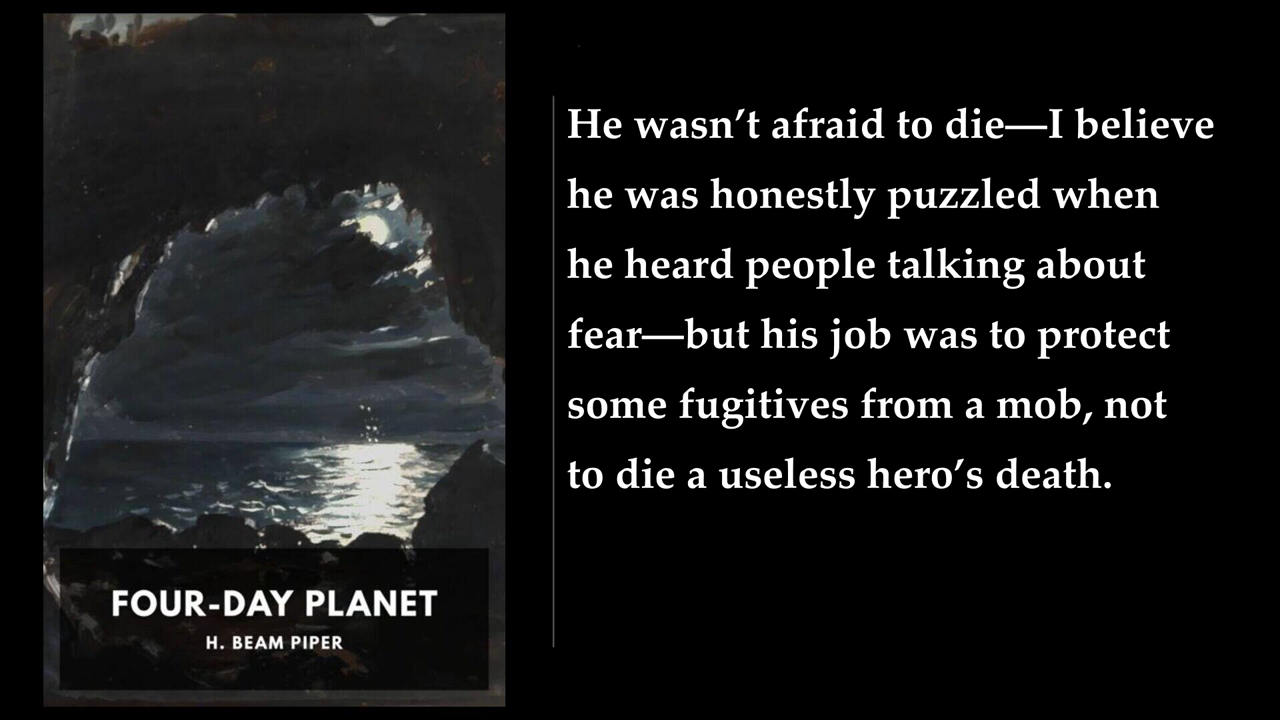 FOUR-DAY PLANET
H. BEAM PIPER
He wasn’t afraid to die—I believe
he was honestly puzzled when
he heard people talking about
fear—but his job was to protect
some fugitives from a mob, not
to die a useless hero’s death.